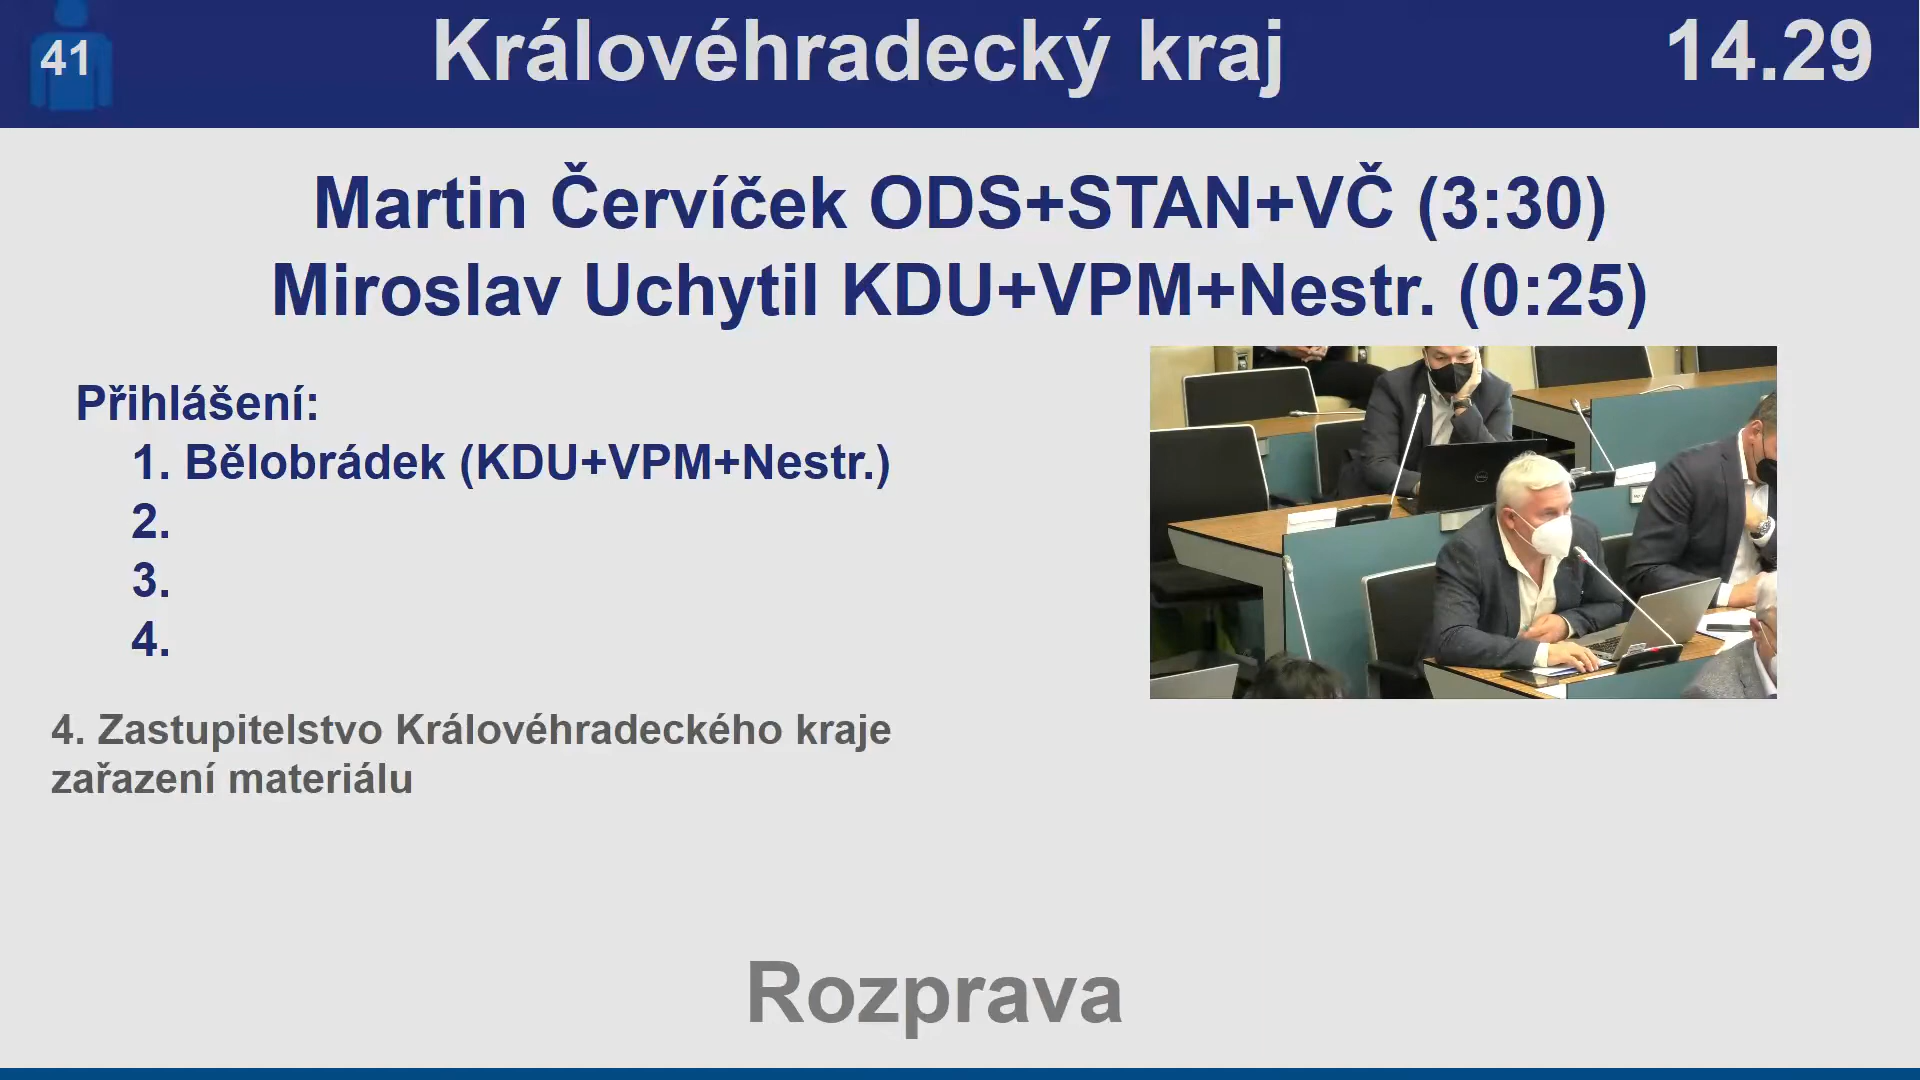 41
Královéhradecký kraj
14.29
Martin Červíček ODS+STAN+VČ (3:30)
Miroslav Uchytil KDU+VPM+Nestr. (0:25)
Přihlášení:
1. Bělobrádek (KDU+VPM+Nestr.)
2.
3.
4.
4. Zastupitelstvo Královéhradeckého kraje
zařazení materiálu
Rozprava